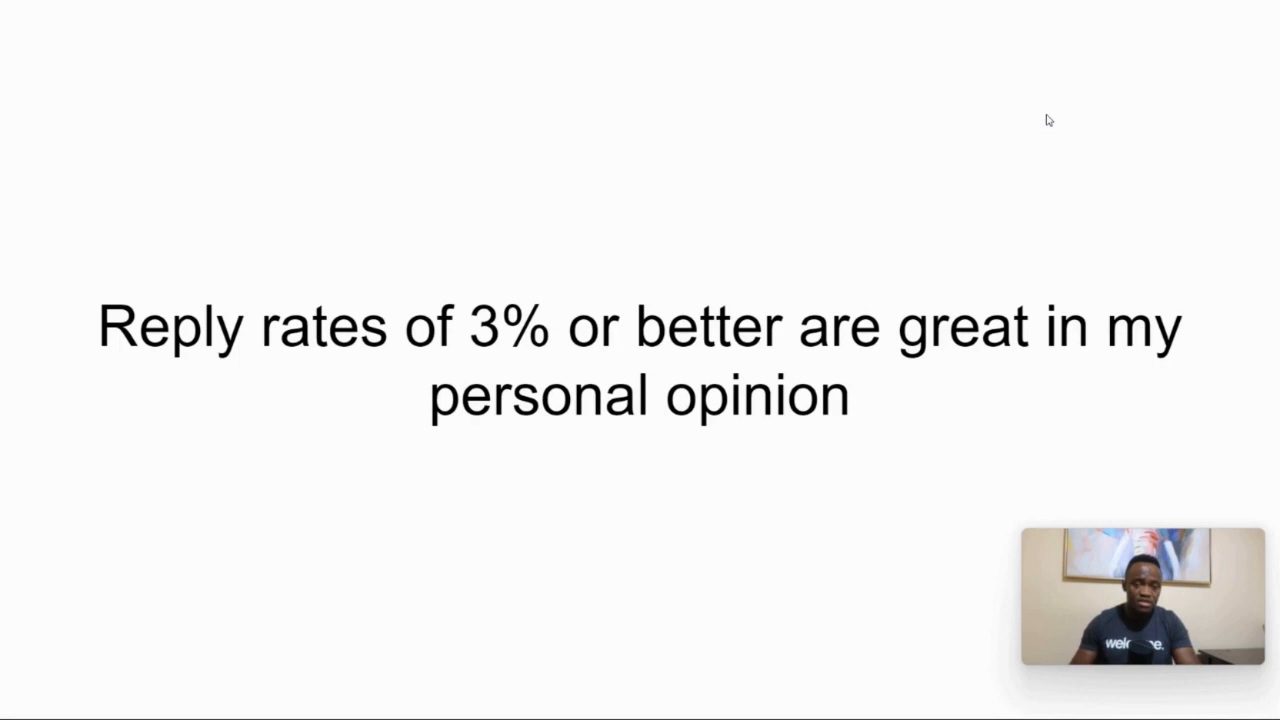 Reply rates of 3% or better are great in my
personal opinion